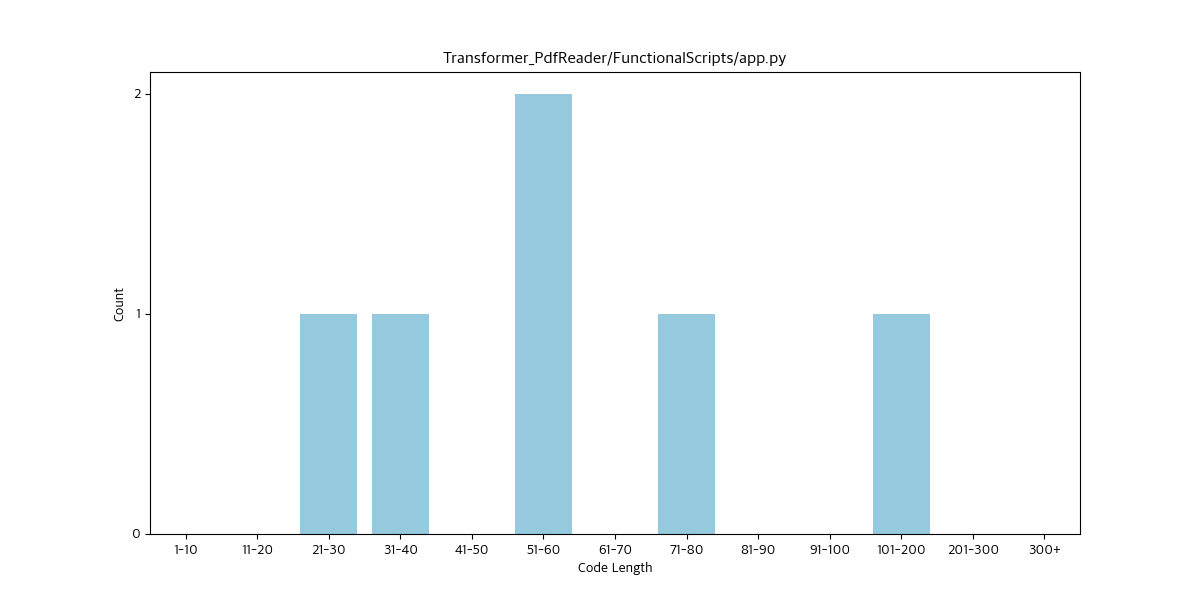 Transformer_PdfReader/FunctionalScripts/app.py
2
1
0
Count
1-10 11-20 21-30 31-40 41-50 51-60 61-70 71-80 81-90 91-100 101-200 201-300 300+
Code Length